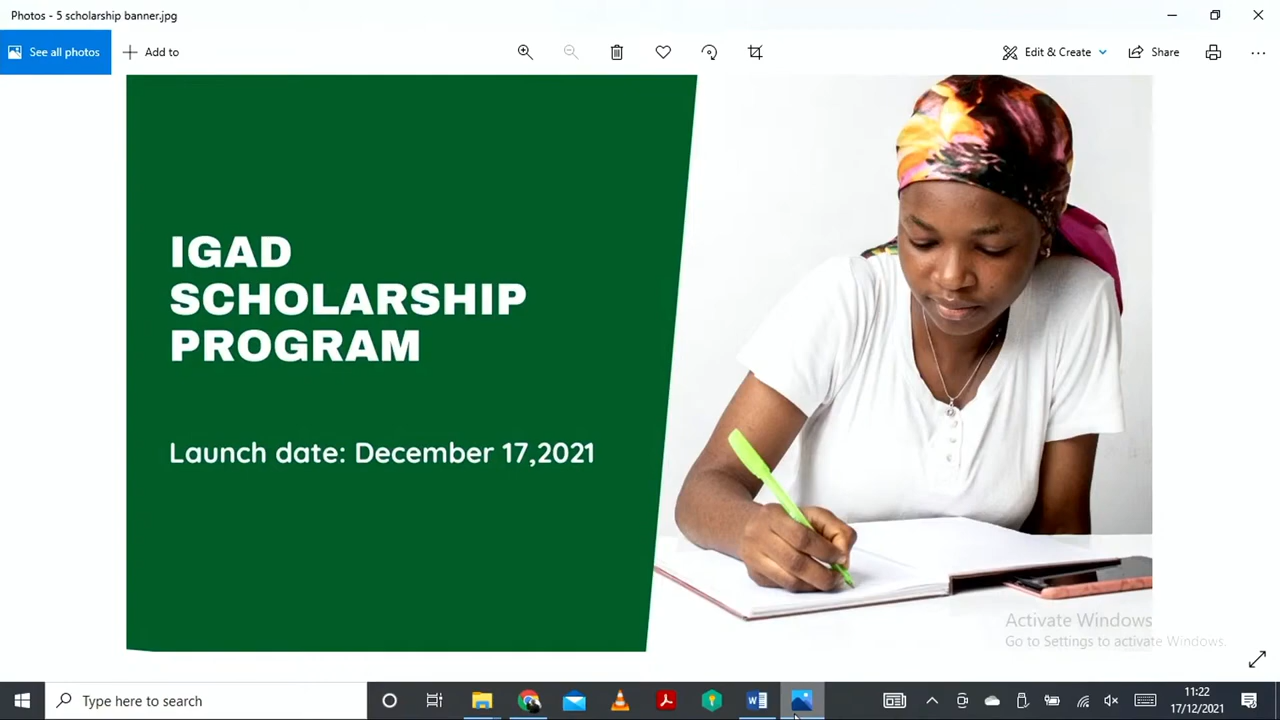 Photos - 5 scholarship banner.jpg
See all photos
Add to
Edit & Create
Share
IGAD
SCHOLARSHIP
PROGRAM
Launch date: December 17,2021
Activate Windows
Go to Settings to activate Windows.
Type here to search
11:22
17/12/2021